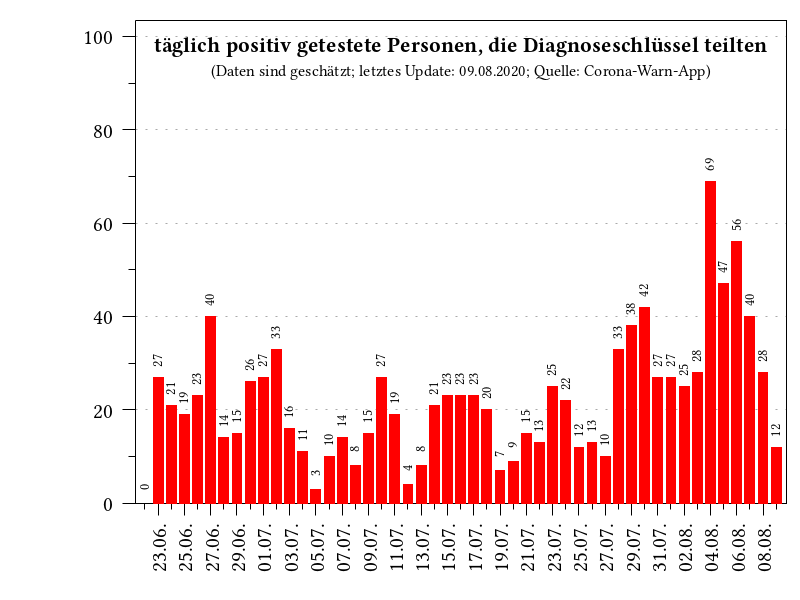 täglich positiv getestete Personen, die Diagnoseschlüssel teilten
(Daten sind geschätzt; letztes Update: 09.08.2020; Quelle: Corona-Warn-App)
100
80
60
40
20
0
0 27 21 19 23 40 14 15 26 27 33 16 11 3 10 14 8 15 27 19 4 8 21 23 23 23 20 7 9 15 13 25 22 12 13 10 33 38 42 27 27 25 28 69 47 56 40 28 12
23.06. 25.06. 27.06. 29.06. 01.07. 03.07. 05.07. 07.07. 09.07. 11.07. 13.07. 15.07. 17.07. 19.07. 21.07. 23.07. 25.07. 27.07. 29.07. 31.07. 02.08. 04.08. 06.08. 08.08.